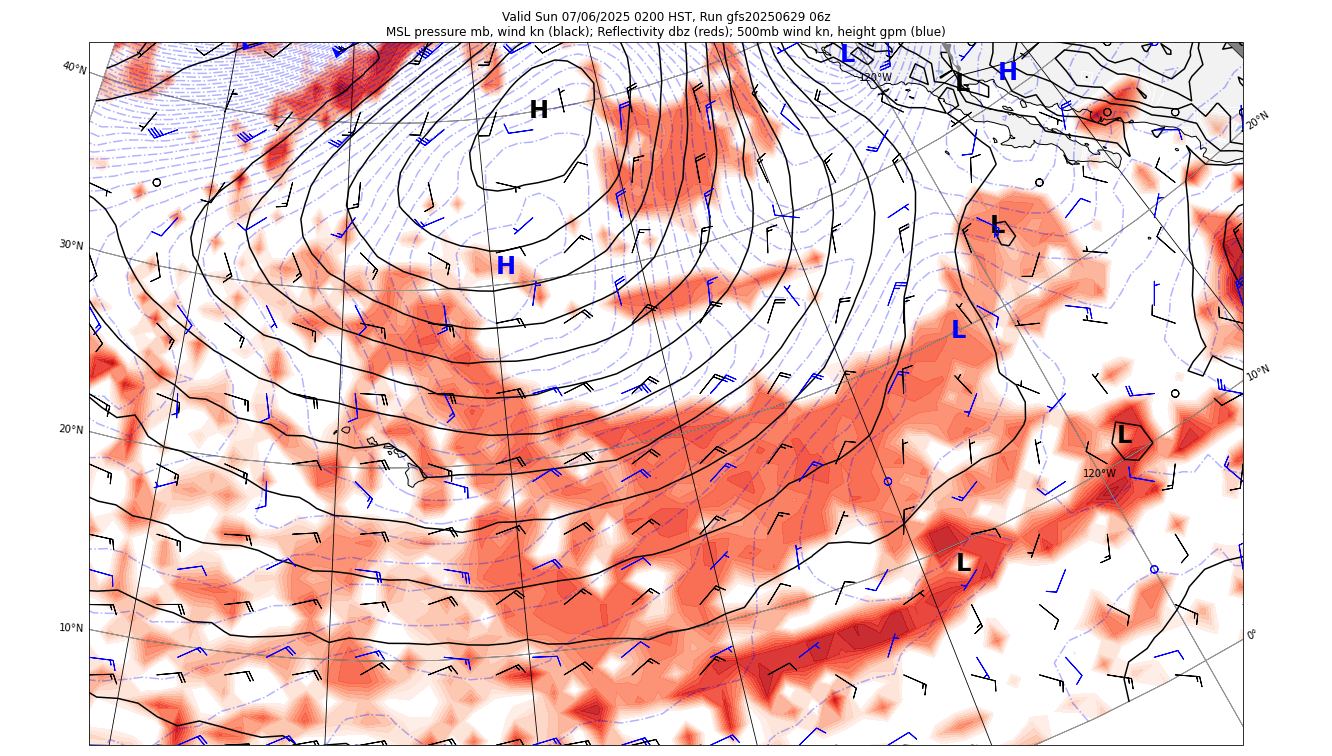 Valid Sun 07/06/2025 0200 HST, Run gfs20250629 06z
MSL pressure mb, wind kn (black); Reflectivity dbz (reds); 500mb wind kn, height gpm (blue)
L
40°N
120°W
L
H
H
20°N
L
30°N
H
L
10°N
20°N
L
120°W
L
10°N
0°